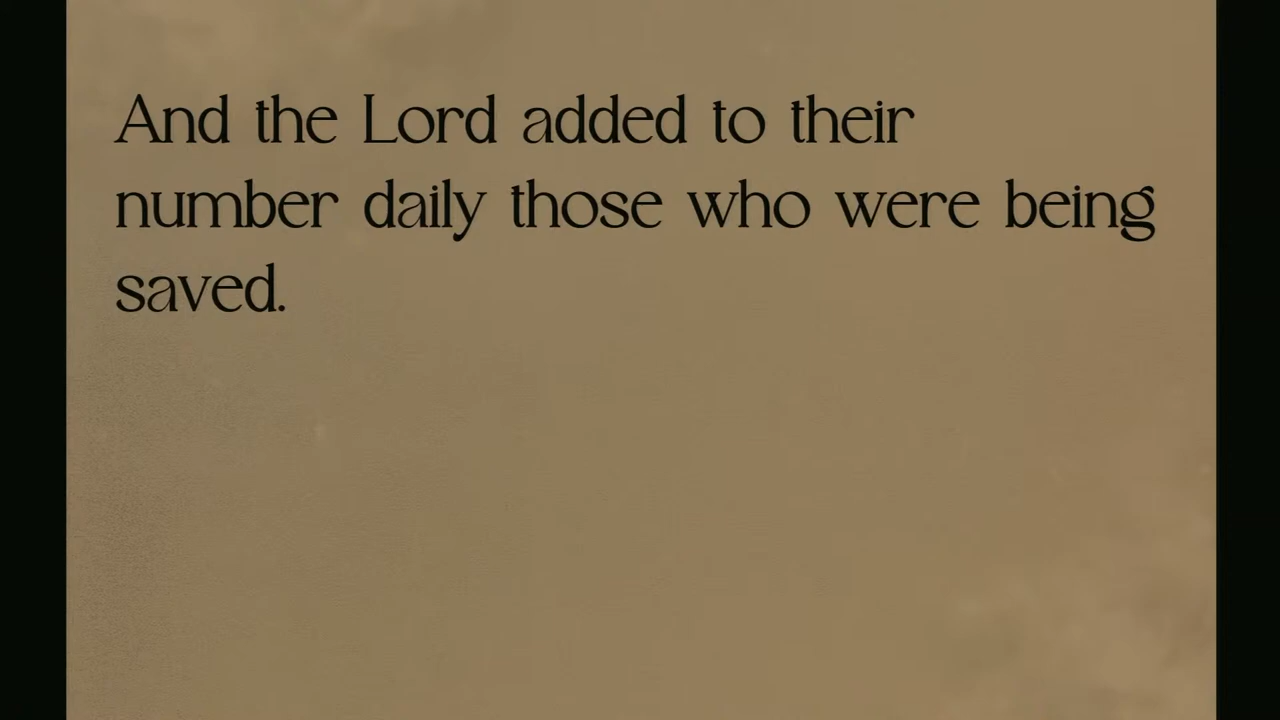 And the Lord added to their
number daily those who were being
saved.